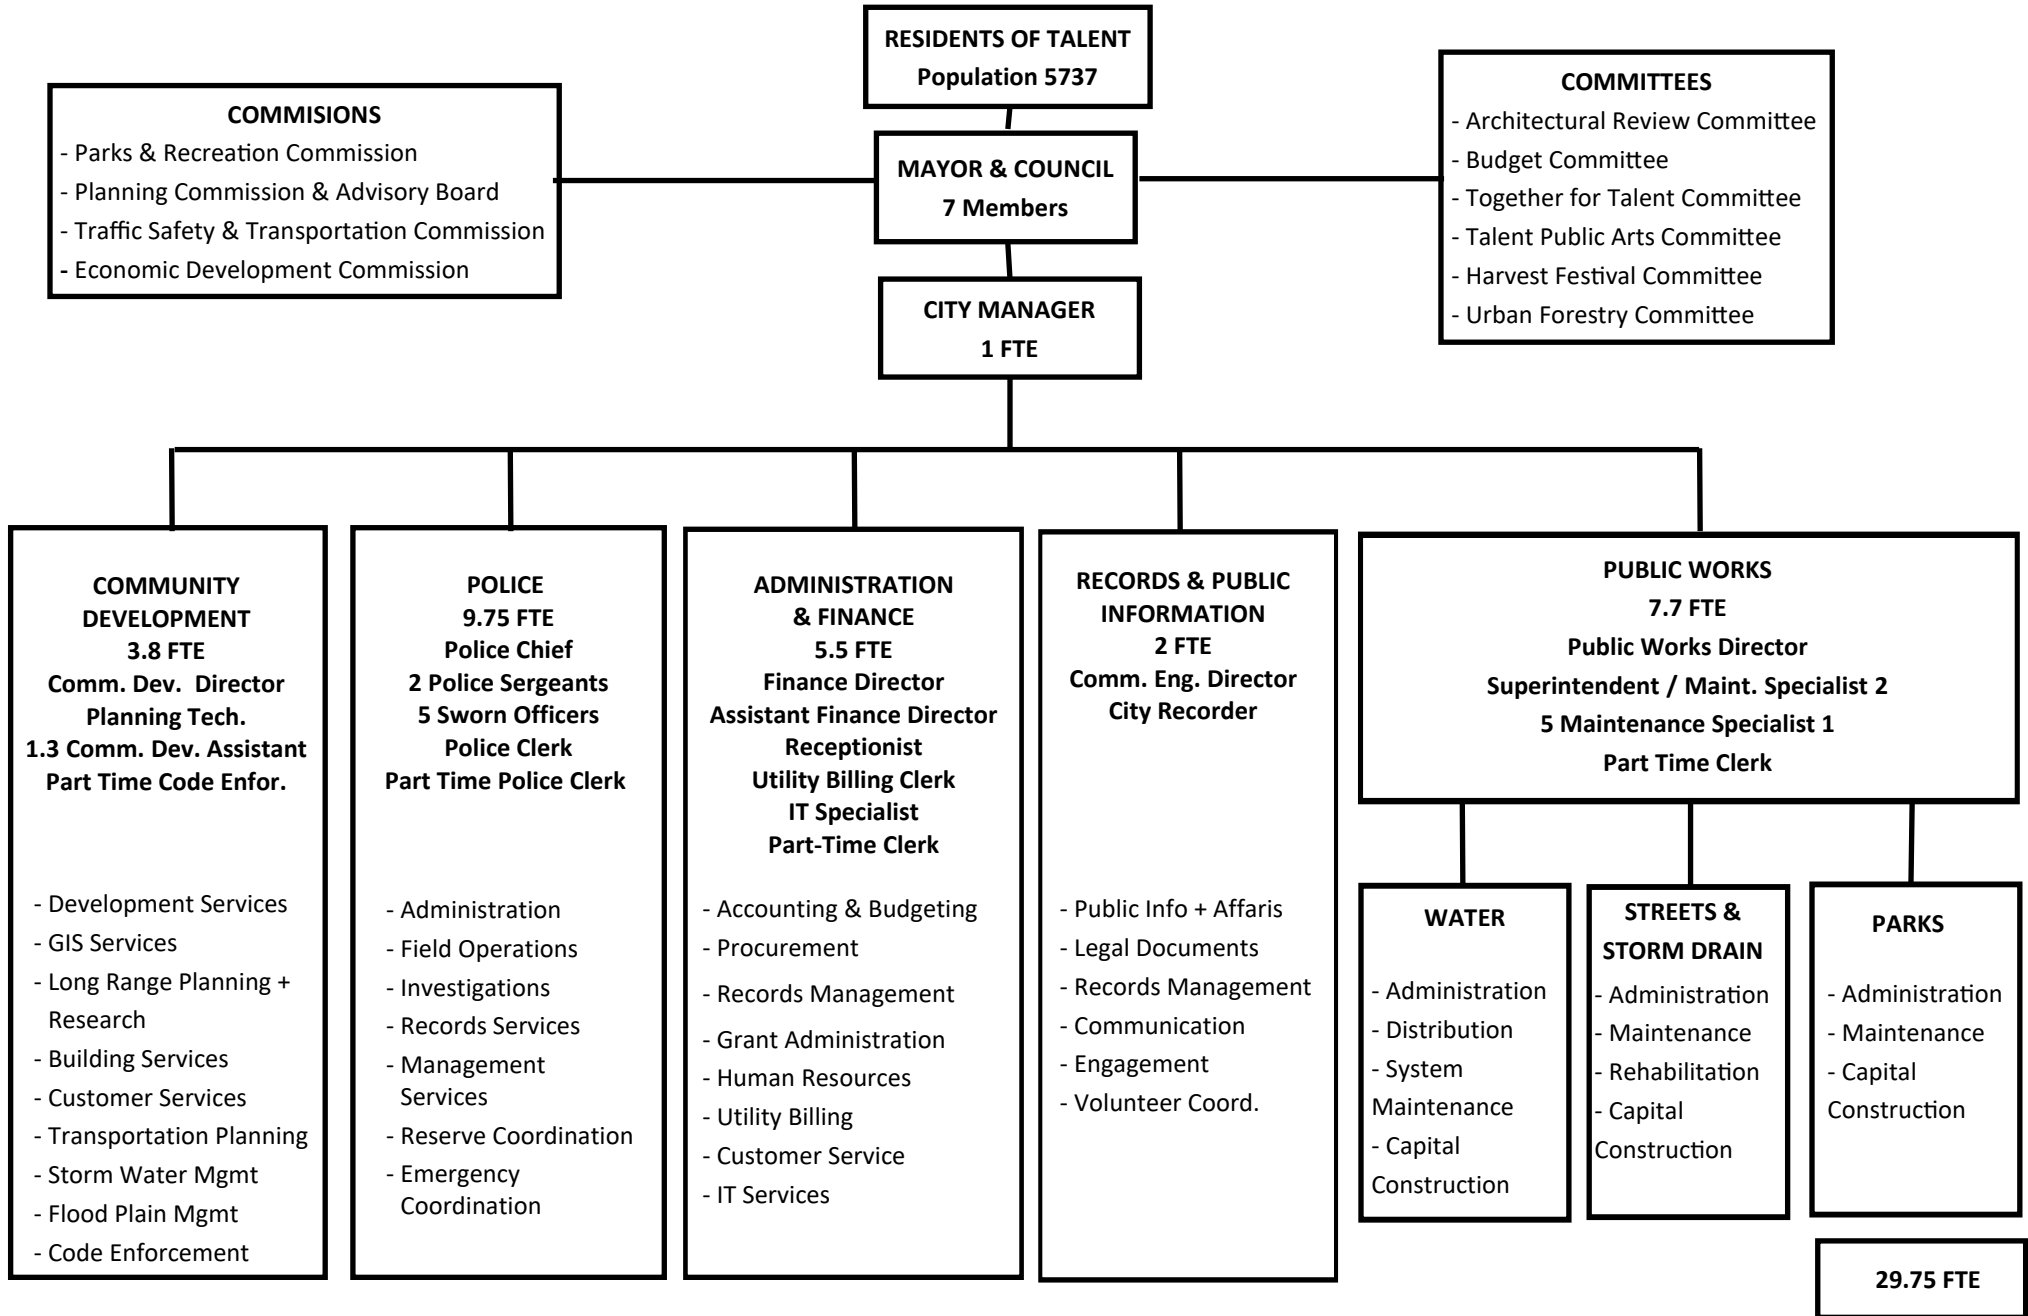 RESIDENTS OF TALENT
Population 5737
COMMISIONS
- Parks & Recreation Commission
- Planning Commission & Advisory Board
- Traffic Safety & Transportation Commission
- Economic Development Commission
MAYOR & COUNCIL
7 Members
COMMITTEES
- Architectural Review Committee
- Budget Committee
- Together for Talent Committee
- Talent Public Arts Committee
- Harvest Festival Committee
- Urban Forestry Committee
CITY MANAGER
1 FTE
COMMUNITY
DEVELOPMENT
3.8 FTE
Comm. Dev. Director
Planning Tech.
1.3 Comm. Dev. Assistant
Part Time Code Enfor.
- Development Services
- GIS Services
- Long Range Planning +
Research
- Building Services
- Customer Services
- Transportation Planning
- Storm Water Mgmt
- Flood Plain Mgmt
- Code Enforcement
POLICE
9.75 FTE
Police Chief
2 Police Sergeants
5 Sworn Officers
Police Clerk
Part Time Police Clerk
- Administration
- Field Operations
- Investigations
- Records Services
- Management
Services
- Reserve Coordination
- Emergency
Coordination
ADMINISTRATION
& FINANCE
5.5 FTE
Finance Director
Assistant Finance Director
Receptionist
Utility Billing Clerk
IT Specialist
Part-Time Clerk
- Accounting & Budgeting
- Procurement
- Records Management
- Grant Administration
- Human Resources
- Utility Billing
- Customer Service
- IT Services
RECORDS & PUBLIC
INFORMATION
2 FTE
Comm. Eng. Director
City Recorder
- Public Info + Affaris
- Legal Documents
- Records Management
- Communication
- Engagement
- Volunteer Coord.
PUBLIC WORKS
7.7 FTE
Public Works Director
Superintendent / Maint. Specialist 2
5 Maintenance Specialist 1
Part Time Clerk
WATER
- Administration
- Distribution
- System
Maintenance
- Capital
Construction
STREETS &
STORM DRAIN
- Administration
- Maintenance
- Rehabilitation
- Capital
Construction
PARKS
- Administration
- Maintenance
- Capital
Construction
29.75 FTE